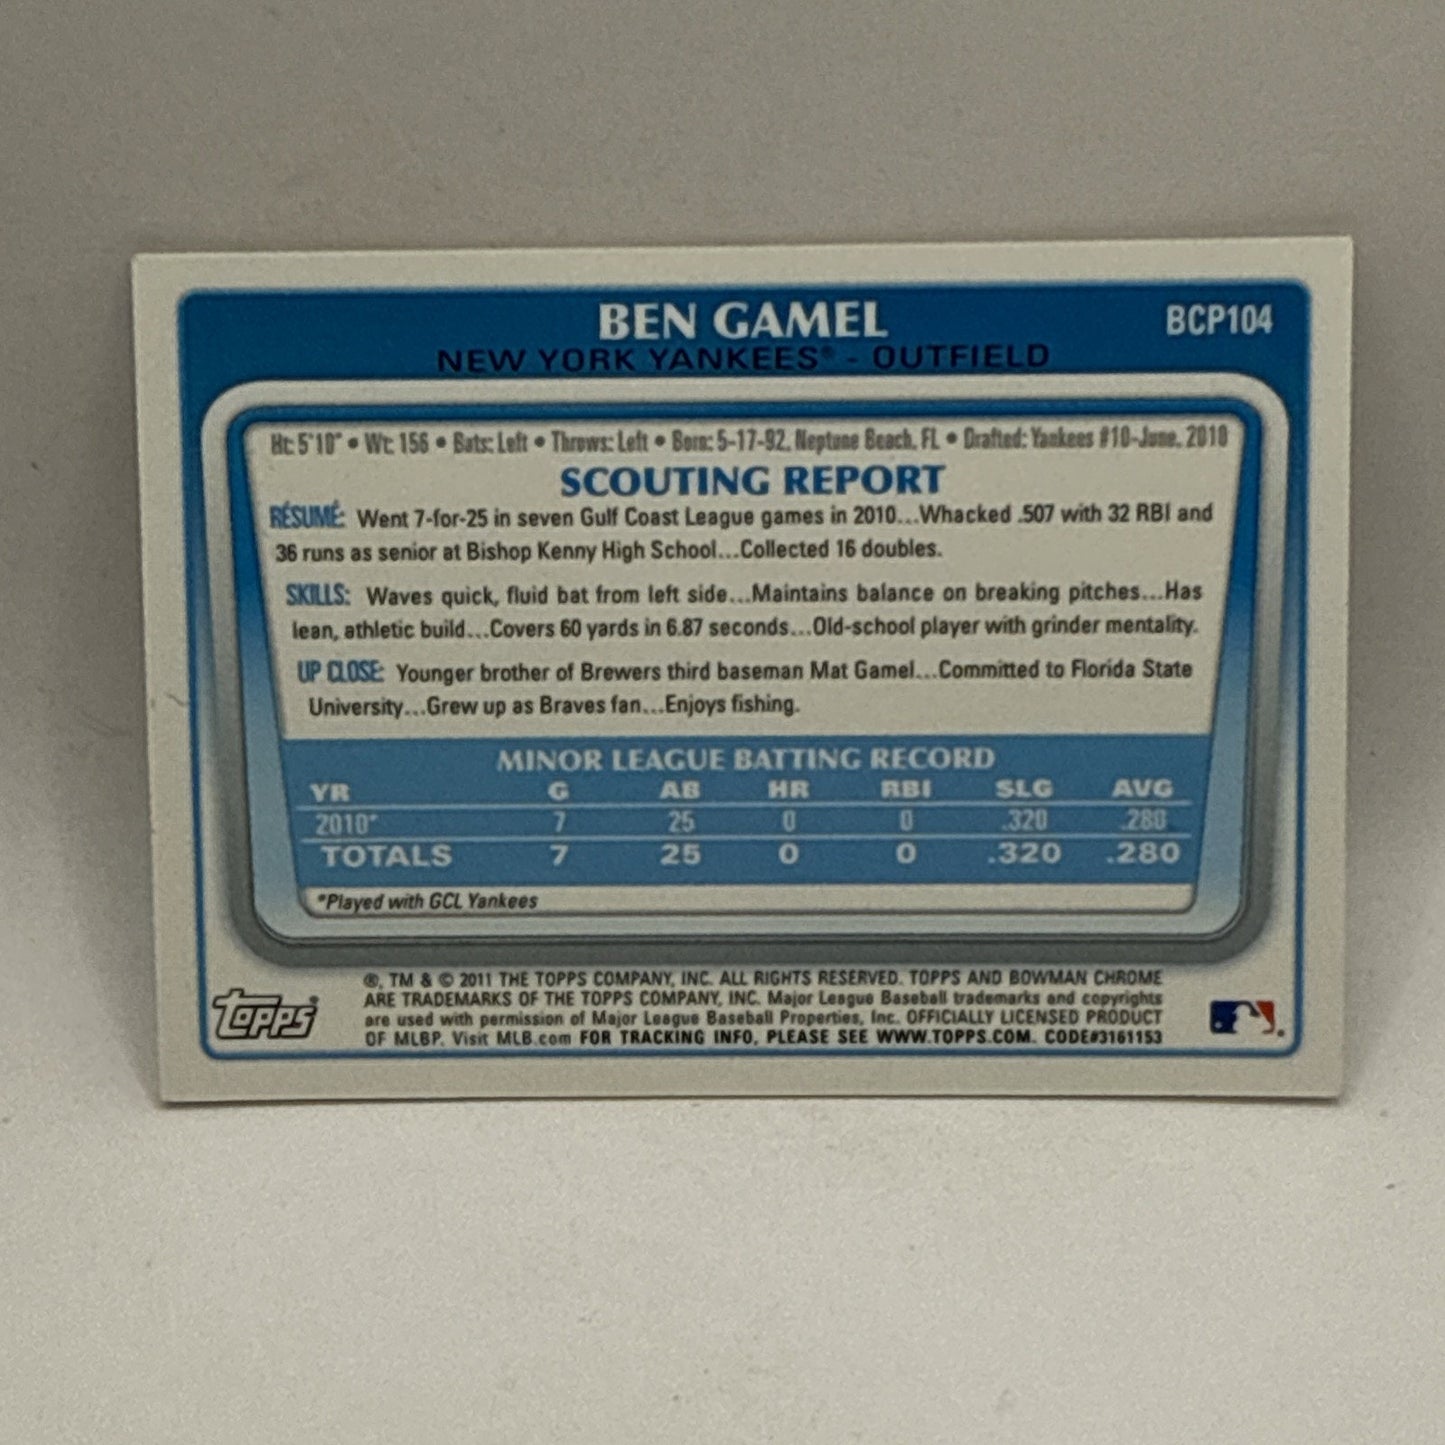 BEN GAMEL
BCP104
NEW YORK YANKEES® - OUTFIELD
Ht: 5'10" • Wt: 156 • Bats: Left • Throws: Left • Born: 5-17-92, Neptune Beach, FL • Drafted: Yankees #10-June, 2010
SCOUTING REPORT
RÉSUMÉ: Went 7-for-25 in seven Gulf Coast League games in 2010...Whacked .507 with 32 RBI and
36 runs as senior at Bishop Kenny High School...Collected 16 doubles.
SKILLS: Waves quick, fluid bat from left side...Maintains balance on breaking pitches...Has
lean, athletic build...Covers 60 yards in 6.87 seconds...Old-school player with grinder mentality.
UP CLOSE: Younger brother of Brewers third baseman Mat Gamel...Committed to Florida State
University...Grew up as Braves fan...Enjoys fishing.
MINOR LEAGUE BATTING RECORD
YR G AB HR RBI SLG AVG
2010* 7 25 0 0 .320 .280
TOTALS 7 25 0 0 .320 .280
*Played with GCL Yankees
®, TM & © 2011 THE TOPPS COMPANY, INC. ALL RIGHTS RESERVED. TOPPS AND BOWMAN CHROME
ARE TRADEMARKS OF THE TOPPS COMPANY, INC. Major League Baseball trademarks and copyrights
are used with permission of Major League Baseball Properties, Inc. OFFICIALLY LICENSED PRODUCT
OF MLBP. Visit MLB.com FOR TRACKING INFO, PLEASE SEE WWW.TOPPS.COM. CODE#3161153
TOPPS®